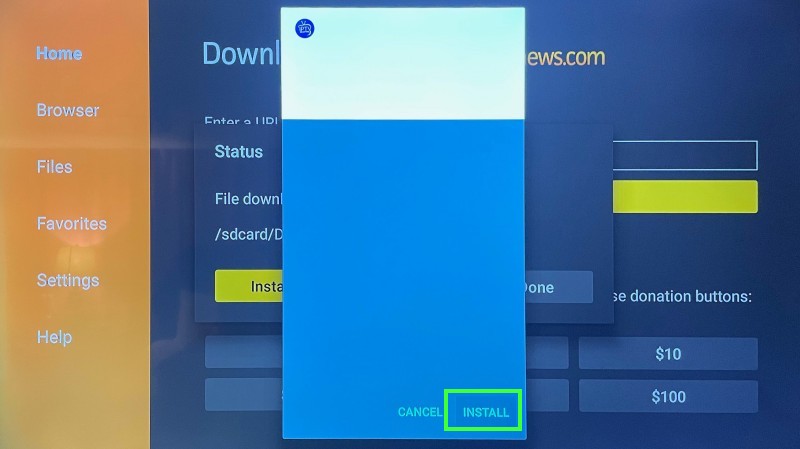 Home
Browser
Files
Favorites
Settings
Help
Downl
ews.com
Enter a URL
Status
File downl
/sdcard/D
Insta
Done
se donation buttons:
$10
$100
CANCEL
INSTALL